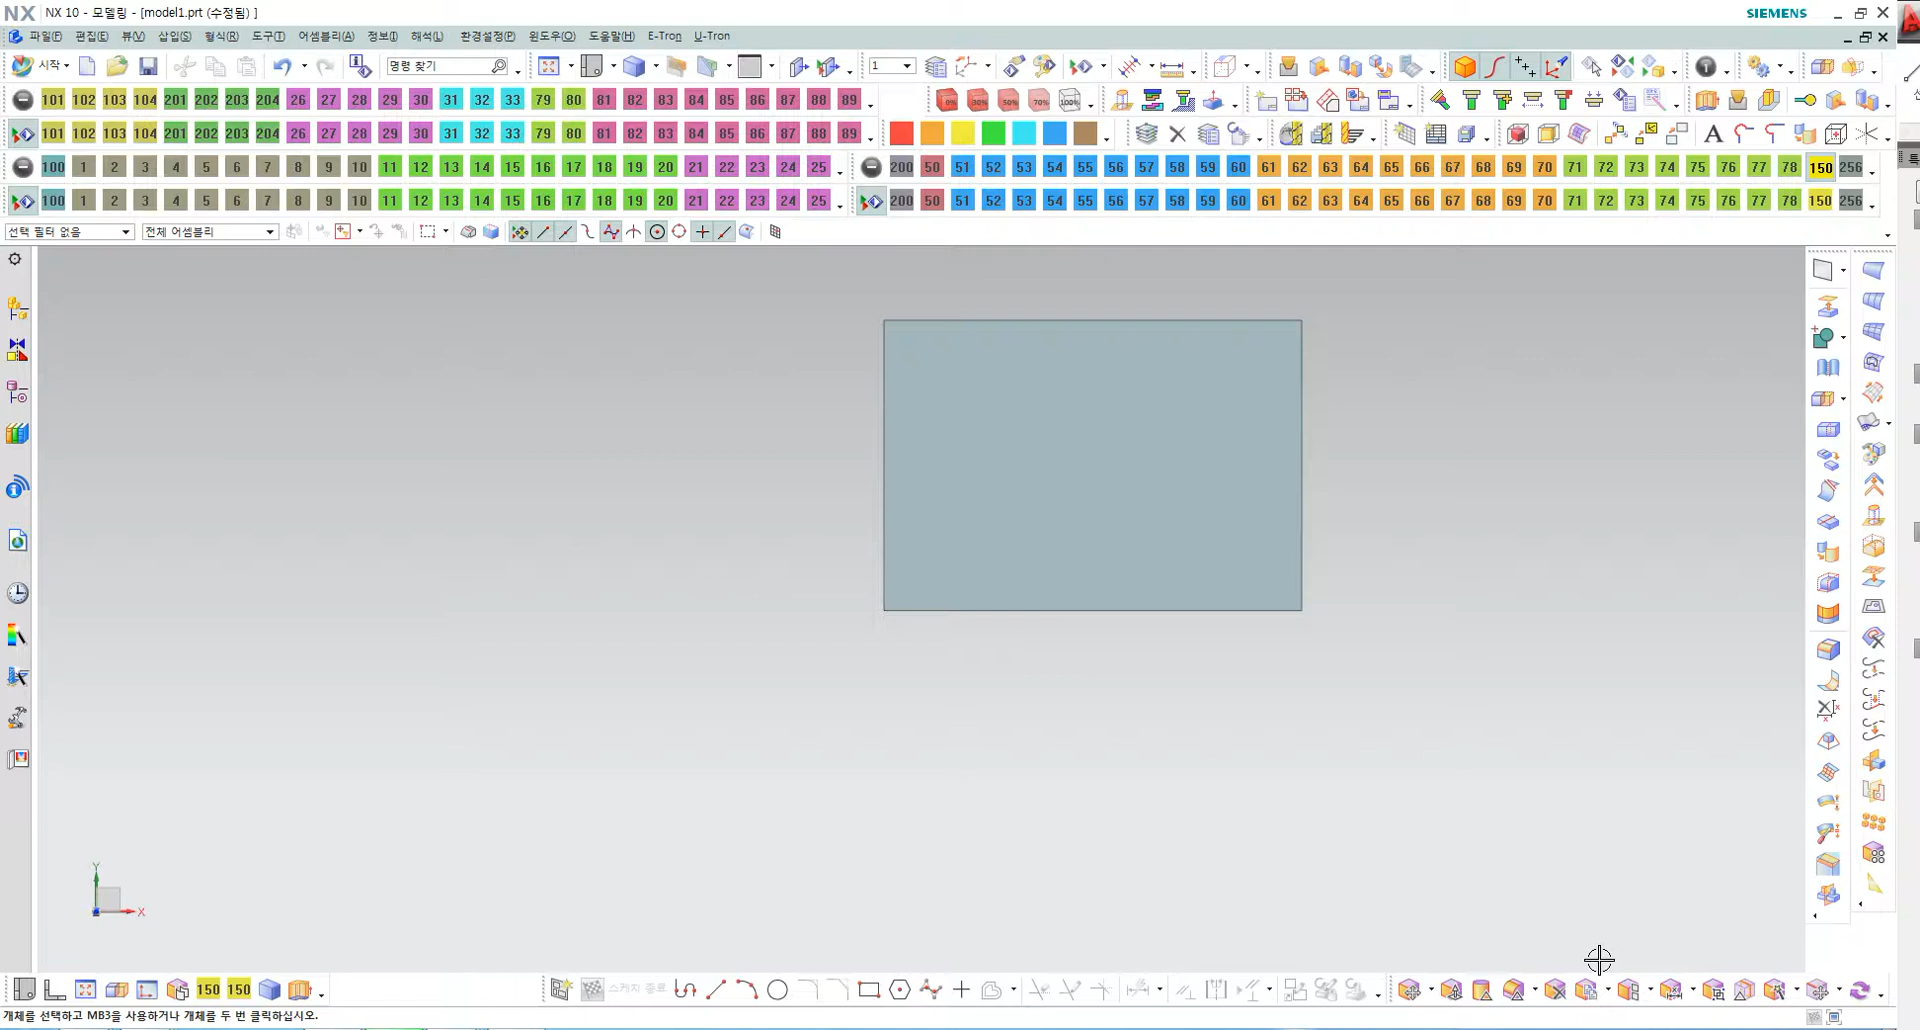 NX NX 10 - 모델링 - [model1.prt (수정됨) ] SIEMENS
파일(F) 편집(E) 뷰(V) 삽입(S) 형식(R) 도구(T) 어셈블리(A) 정보(I) 해석(L) 환경설정(P) 윈도우(O) 도움말(H) E-Tron U-Tron
시작 명령 찾기 1
101 102 103 104 201 202 203 204 26 27 28 29 30 31 32 33 79 80 81 82 83 84 85 86 87 88 89 0% 30% 50% 70% 100%
101 102 103 104 201 202 203 204 26 27 28 29 30 31 32 33 79 80 81 82 83 84 85 86 87 88 89 A
100 1 2 3 4 5 6 7 8 9 10 11 12 13 14 15 16 17 18 19 20 21 22 23 24 25 200 50 51 52 53 54 55 56 57 58 59 60 61 62 63 64 65 66 67 68 69 70 71 72 73 74 75 76 77 78 150 256
100 1 2 3 4 5 6 7 8 9 10 11 12 13 14 15 16 17 18 19 20 21 22 23 24 25 200 50 51 52 53 54 55 56 57 58 59 60 61 62 63 64 65 66 67 68 69 70 71 72 73 74 75 76 77 78 150 256
선택 필터 없음 전체 어셈블리
Y
X
150 150 스케치 종료
개체를 선택하고 MB3을 사용하거나 개체를 두 번 클릭하십시오.